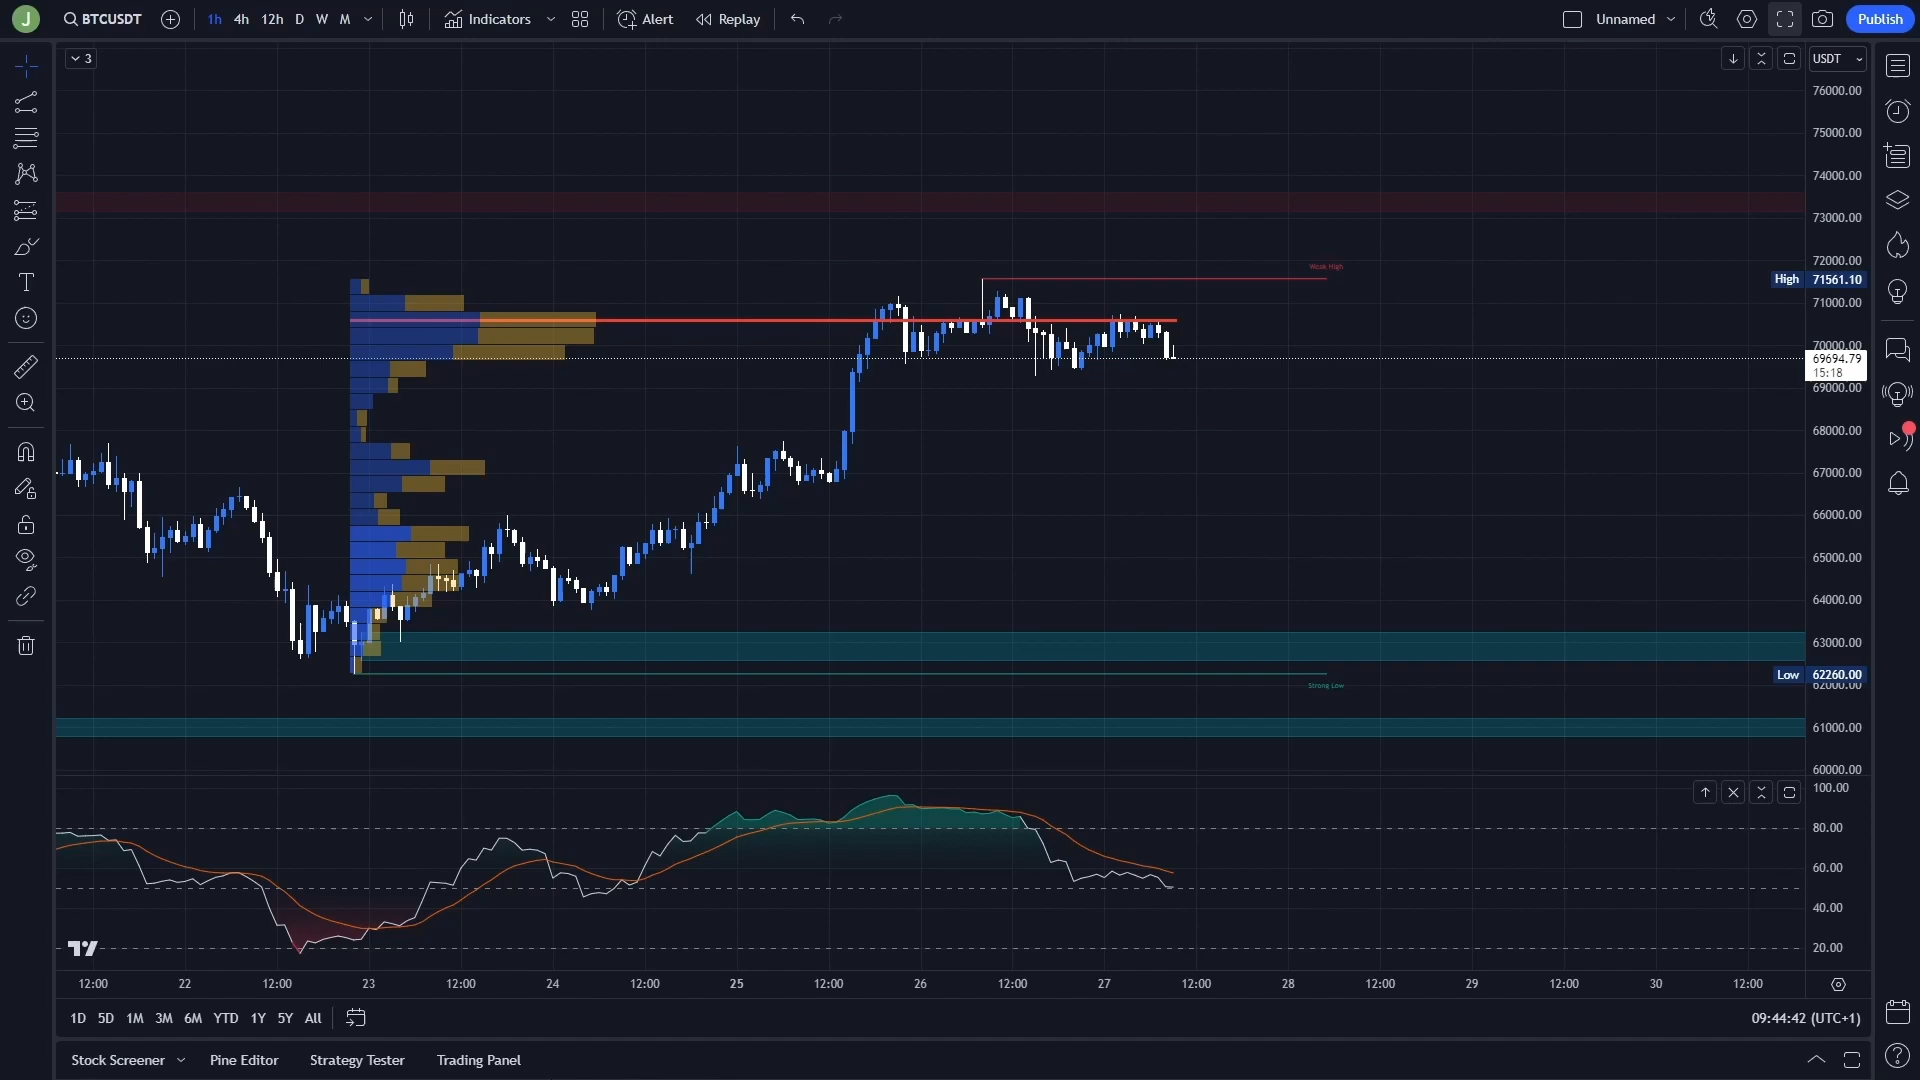 J
BTCUSDT
1h 4h 12h D W M
Indicators
Alert
Replay
Unnamed
Publish
3
USDT
76000.00
75000.00
74000.00
73000.00
72000.00
Weak High
High 71561.10
71000.00
70000.00
69694.79
15:18
69000.00
68000.00
67000.00
66000.00
65000.00
64000.00
63000.00
Low 62260.00
62000.00
Strong Low
61000.00
60000.00
100.00
80.00
60.00
40.00
20.00
12:00 22 12:00 23 12:00 24 12:00 25 12:00 26 12:00 27 12:00 28 12:00 29 12:00 30 12:00
1D 5D 1M 3M 6M YTD 1Y 5Y All
09:44:42 (UTC+1)
Stock Screener
Pine Editor
Strategy Tester
Trading Panel